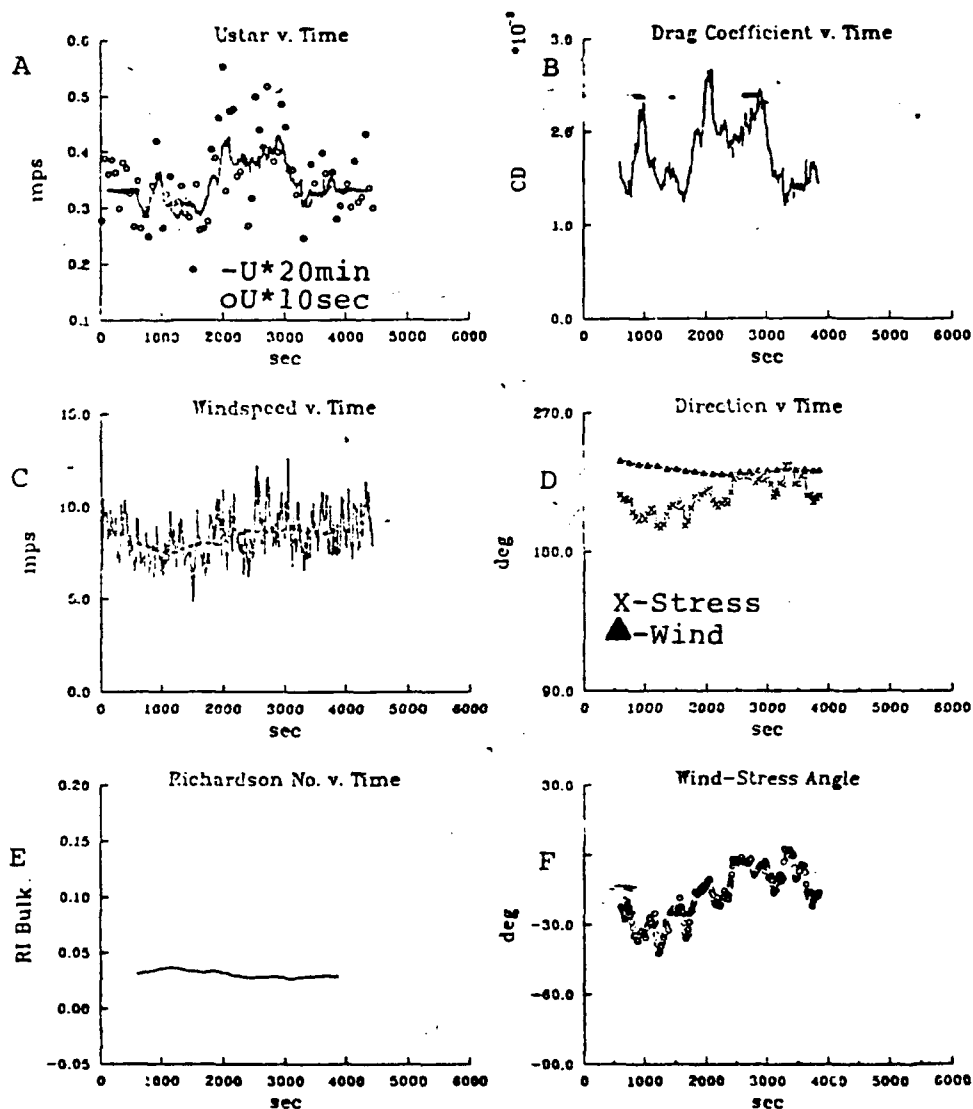 A
Ustar v. Time
mps
0.6
0.5
0.4
0.3
0.2
0.1
-U*20min
oU*10sec
0 1000 2000 3000 4000 5000 6000
sec
B
*10⁻³
Drag Coefficient v. Time
CD
3.0
2.0
1.0
0.0
0 1000 2000 3000 4000 5000 6000
sec
C
Windspeed v. Time
mps
15.0
10.0
5.0
0.0
0 1000 2000 3000 4000 5000 6000
sec
D
Direction v Time
deg
270.0
180.0
90.0
X-Stress
▲-Wind
0 1000 2000 3000 4000 5000 6000
sec
E
Richardson No. v. Time
RI Bulk.
0.20
0.15
0.10
0.05
0.00
-0.05
0 1000 2000 3000 4000 5000 6000
sec
F
Wind-Stress Angle
deg
30.0
-30.0
-60.0
-90.0
0 1000 2000 3000 4000 5000 6000
sec